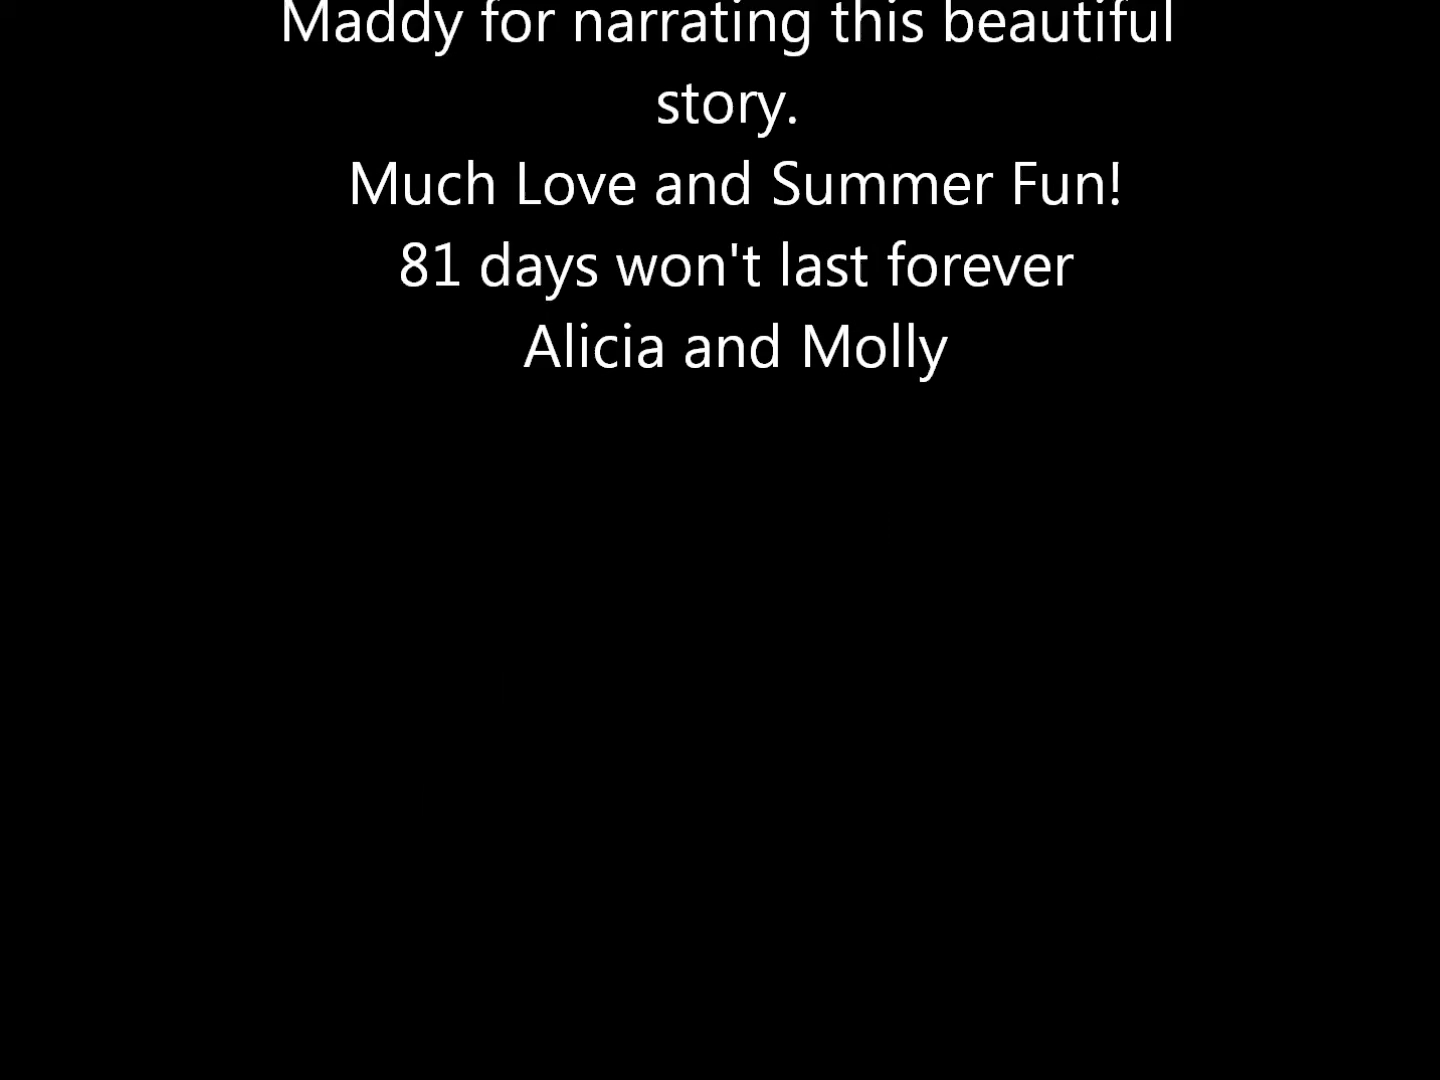 Maddy for narrating this beautiful
story.
Much Love and Summer Fun!
81 days won't last forever
Alicia and Molly